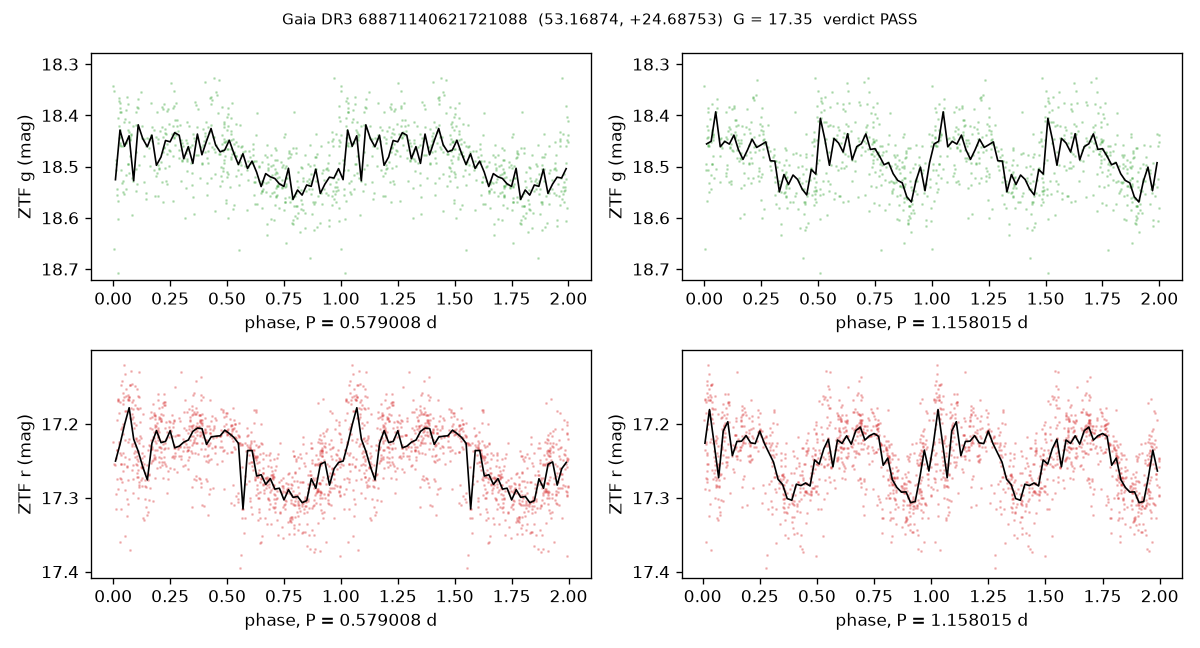 Gaia DR3 68871140621721088  (53.16874, +24.68753)  G = 17.35  verdict PASS
18.3
18.4
18.5
18.6
18.7
ZTF g (mag)
0.00 0.25 0.50 0.75 1.00 1.25 1.50 1.75 2.00
phase, P = 0.579008 d
18.3
18.4
18.5
18.6
18.7
ZTF g (mag)
0.00 0.25 0.50 0.75 1.00 1.25 1.50 1.75 2.00
phase, P = 1.158015 d
17.2
17.3
17.4
ZTF r (mag)
0.00 0.25 0.50 0.75 1.00 1.25 1.50 1.75 2.00
phase, P = 0.579008 d
17.2
17.3
17.4
ZTF r (mag)
0.00 0.25 0.50 0.75 1.00 1.25 1.50 1.75 2.00
phase, P = 1.158015 d